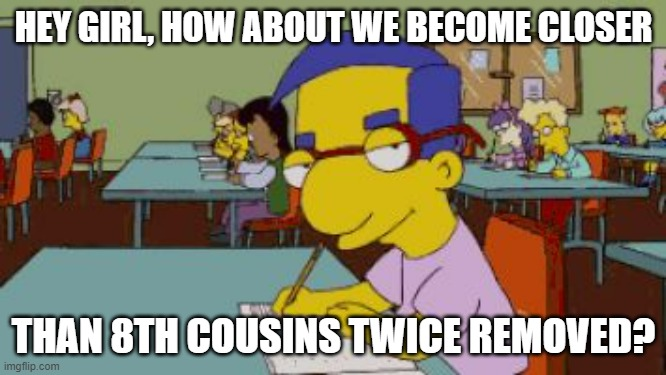 HEY GIRL, HOW ABOUT WE BECOME CLOSER
THAN 8TH COUSINS TWICE REMOVED?
imgflip.com